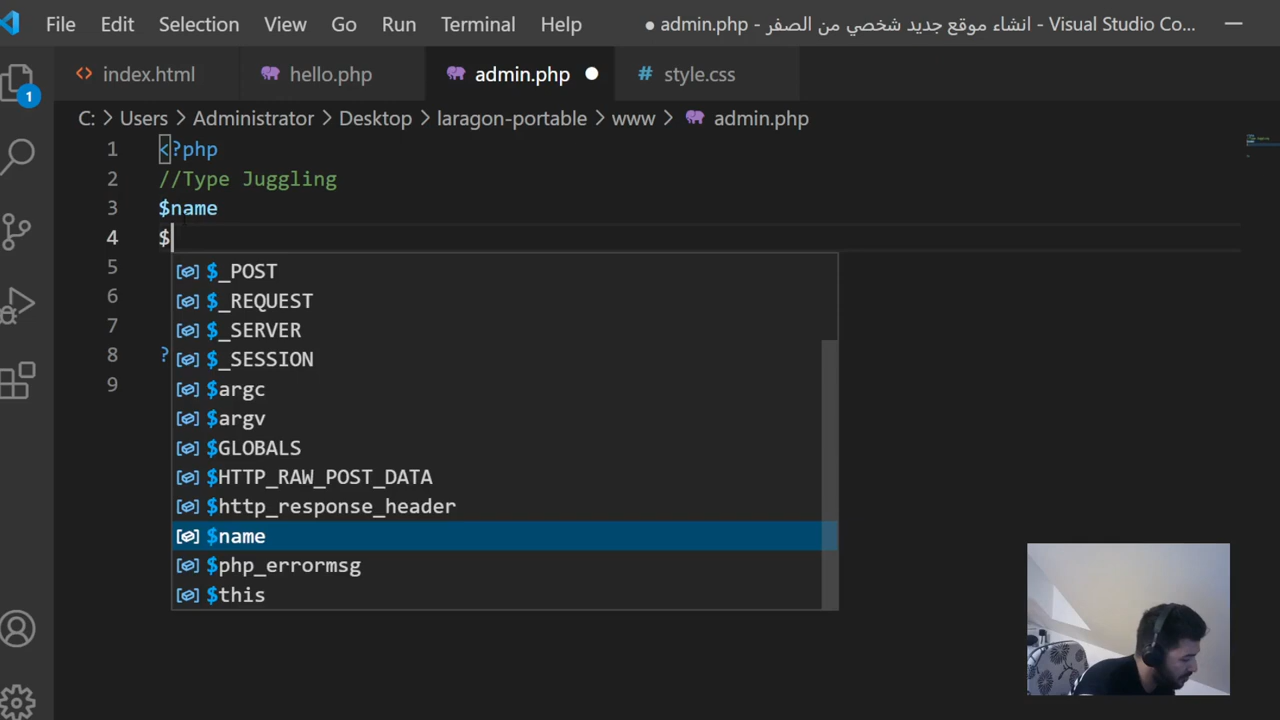 File Edit Selection View Go Run Terminal Help ● admin.php - انشاء موقع جديد شخصي من الصفر - Visual Studio Co...
index.html hello.php admin.php style.css
1
C: > Users > Administrator > Desktop > laragon-portable > www > admin.php
1 <?php
2 //Type Juggling
3 $name
4 $
5 $_POST
6 $_REQUEST
7 $_SERVER
8 ? $_SESSION
9 $argc
$argv
$GLOBALS
$HTTP_RAW_POST_DATA
$http_response_header
$name
$php_errormsg
$this